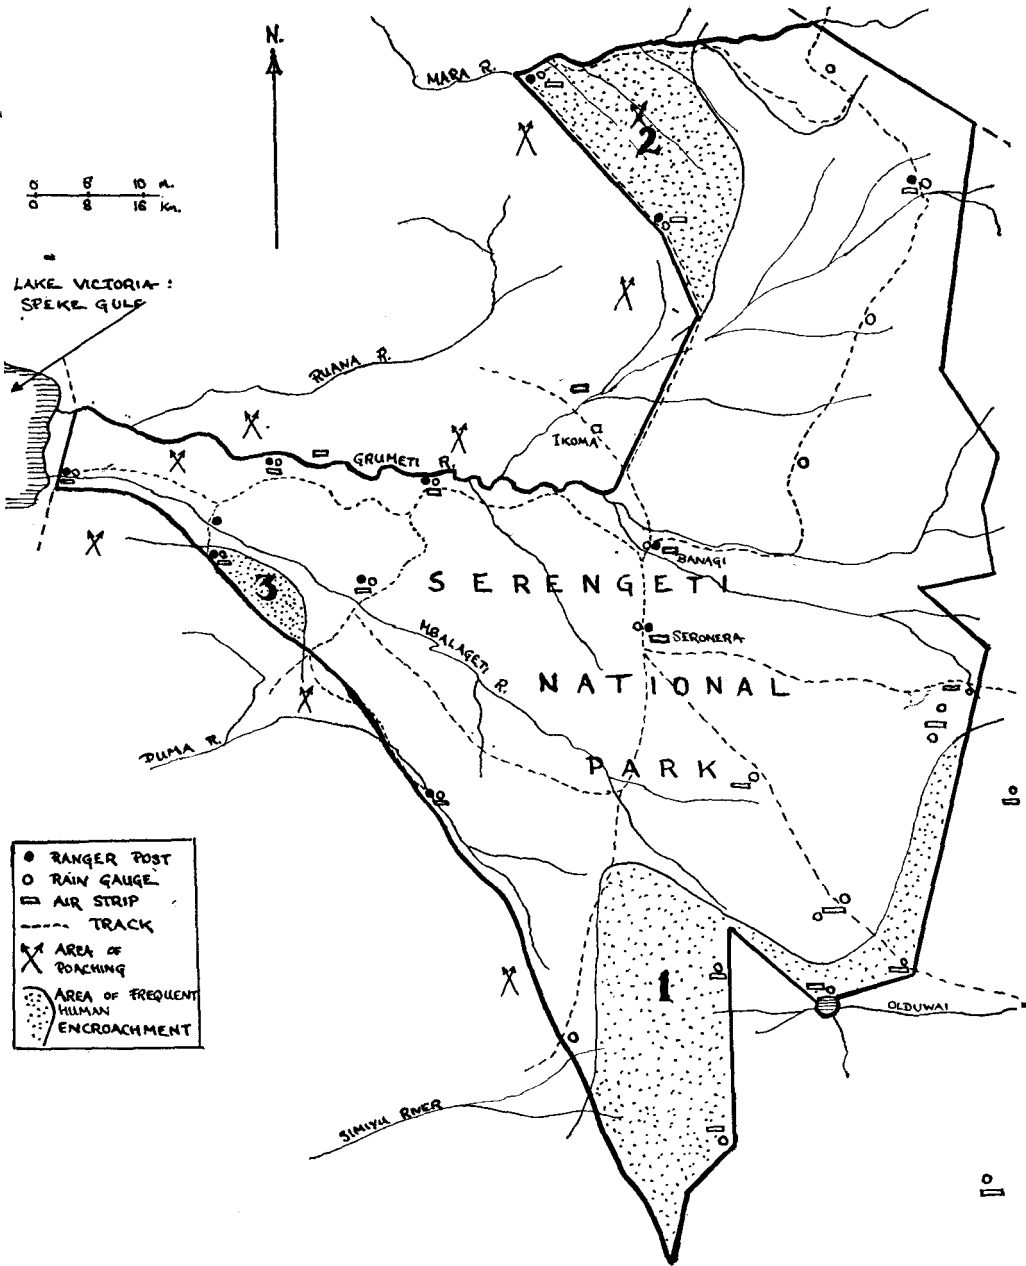 N.
MARA R.
2
0 5 10 M.
0 8 16 Km.
LAKE VICTORIA :
SPEKE GULF
RUANA R.
IKOMA
GRUMETI R.
BANAGI
3
SERENGETI
SERONERA
MBALAGETI R.
NATIONAL
DUMA R.
PARK
RANGER POST
RAIN GAUGE
AIR STRIP
TRACK
AREA OF
POACHING
AREA OF FREQUENT
HUMAN
ENCROACHMENT
1
OLDUWAI
SIMIYU RIVER